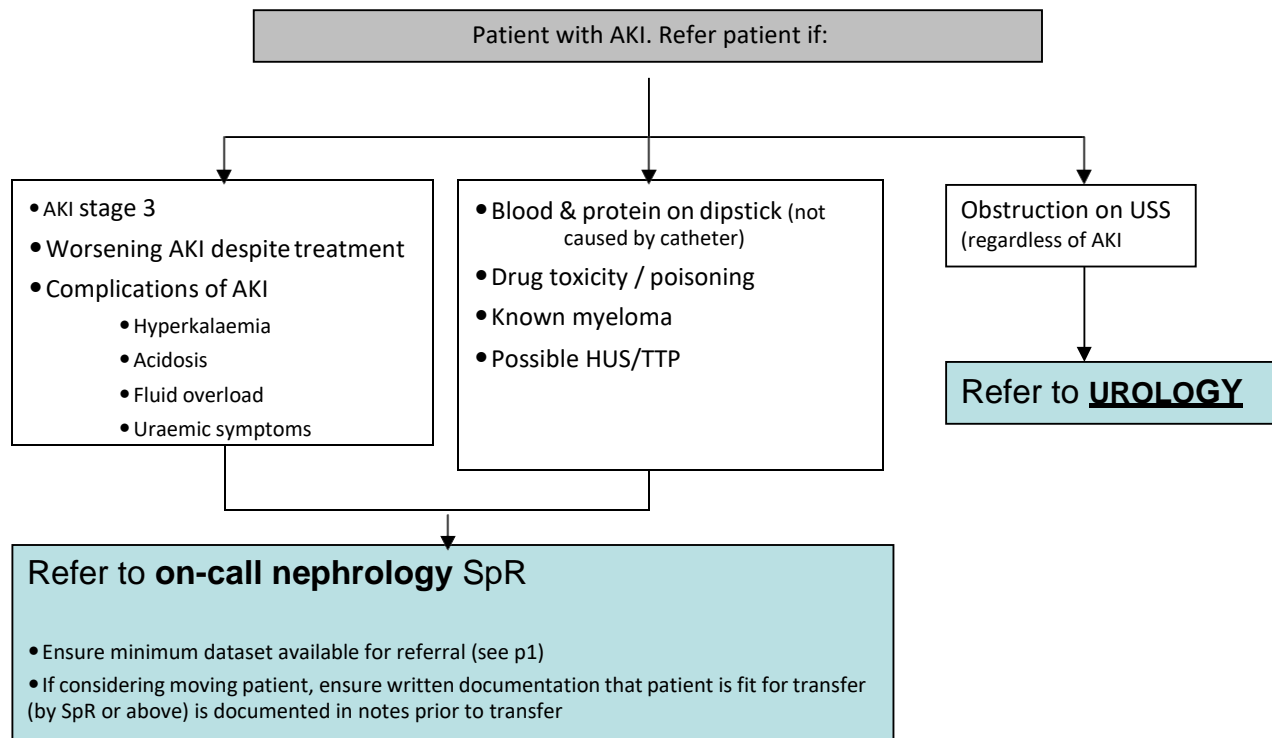 Patient with AKI. Refer patient if:
• AKI stage 3
• Worsening AKI despite treatment
• Complications of AKI
• Hyperkalaemia
• Acidosis
• Fluid overload
• Uraemic symptoms
• Blood & protein on dipstick (not
caused by catheter)
• Drug toxicity / poisoning
• Known myeloma
• Possible HUS/TTP
Obstruction on USS
(regardless of AKI
Refer to UROLOGY
Refer to on-call nephrology SpR
• Ensure minimum dataset available for referral (see p1)
• If considering moving patient, ensure written documentation that patient is fit for transfer
(by SpR or above) is documented in notes prior to transfer